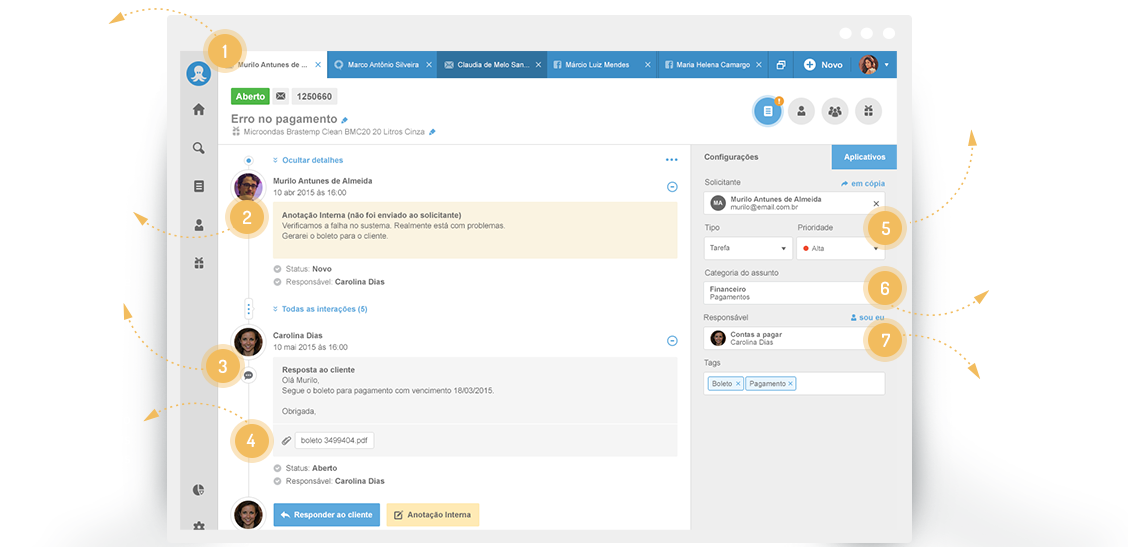 1
Murilo Antunes de ...
Marco Antônio Silveira
Claudia de Melo San...
Márcio Luiz Mendes
Maria Helena Camargo
Novo
Aberto
1250660
Erro no pagamento
Microondas Brastemp Clean BMC20 20 Litros Cinza
Ocultar detalhes
Murilo Antunes de Almeida
10 abr 2015 ás 16:00
2
Anotação Interna (não foi enviado ao solicitante)
Verificamos a falha no sustema. Realmente está com problemas.
Gerarei o boleto para o cliente.
Status: Novo
Responsável: Carolina Dias
Todas as interações (5)
Carolina Dias
10 mai 2015 ás 16:00
3
Resposta ao cliente
Olá Murilo,
Segue o boleto para pagamento com vencimento 18/03/2015.
Obrigada,
4
boleto 3499404.pdf
Status: Aberto
Responsável: Carolina Dias
Responder ao cliente
Anotação Interna
!
Configurações
Aplicativos
Solicitante
em cópia
MA
Murilo Antunes de Almeida
murilo@email.com.br
5
Tipo
Prioridade
Tarefa
Alta
Categoria do assunto
6
Financeiro
Pagamentos
Responsável
sou eu
7
Contas a pagar
Carolina Dias
Tags
Boleto
Pagamento